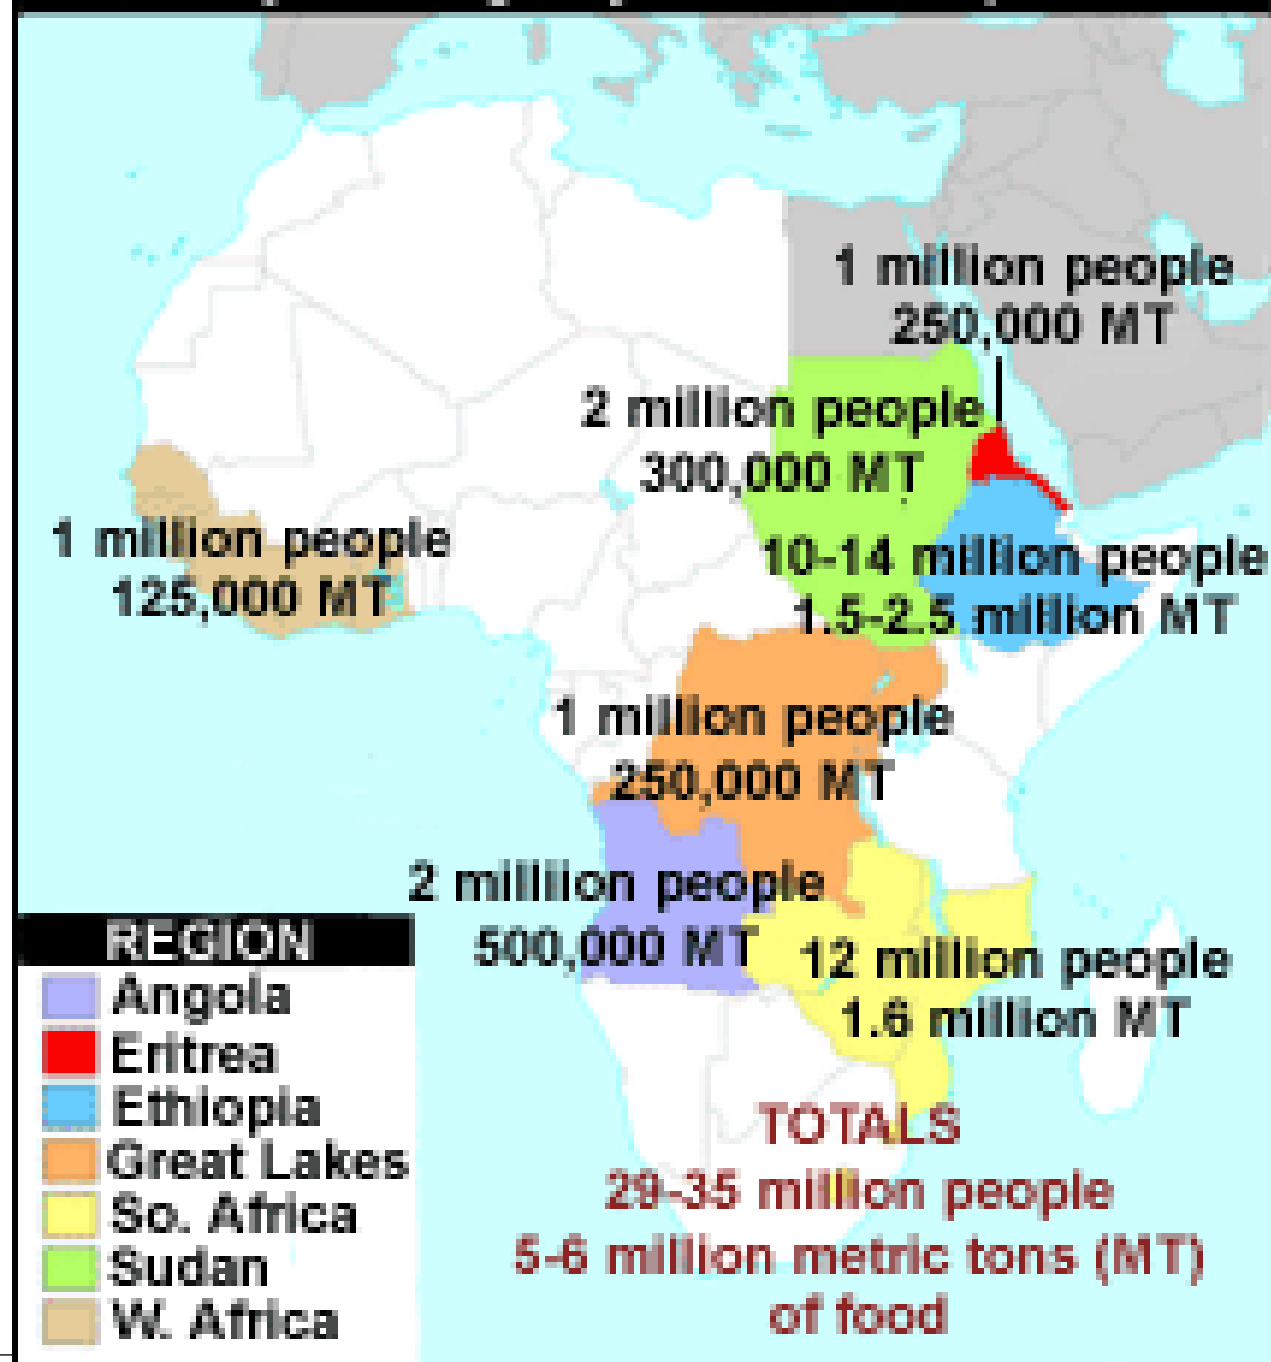 1 million people
250,000 MT
2 million people
300,000 MT
10-14 million people
1.5-2.5 million MT
1 million people
125,000 MT
1 million people
250,000 MT
2 milliion people
500,000 MT
12 million people
1.6 million MT
REGION
Angola
Eritrea
Ethiopia
Great Lakes
So. Africa
Sudan
W. Africa
TOTALS
29-35 million people
5-6 million metric tons (MT)
of food